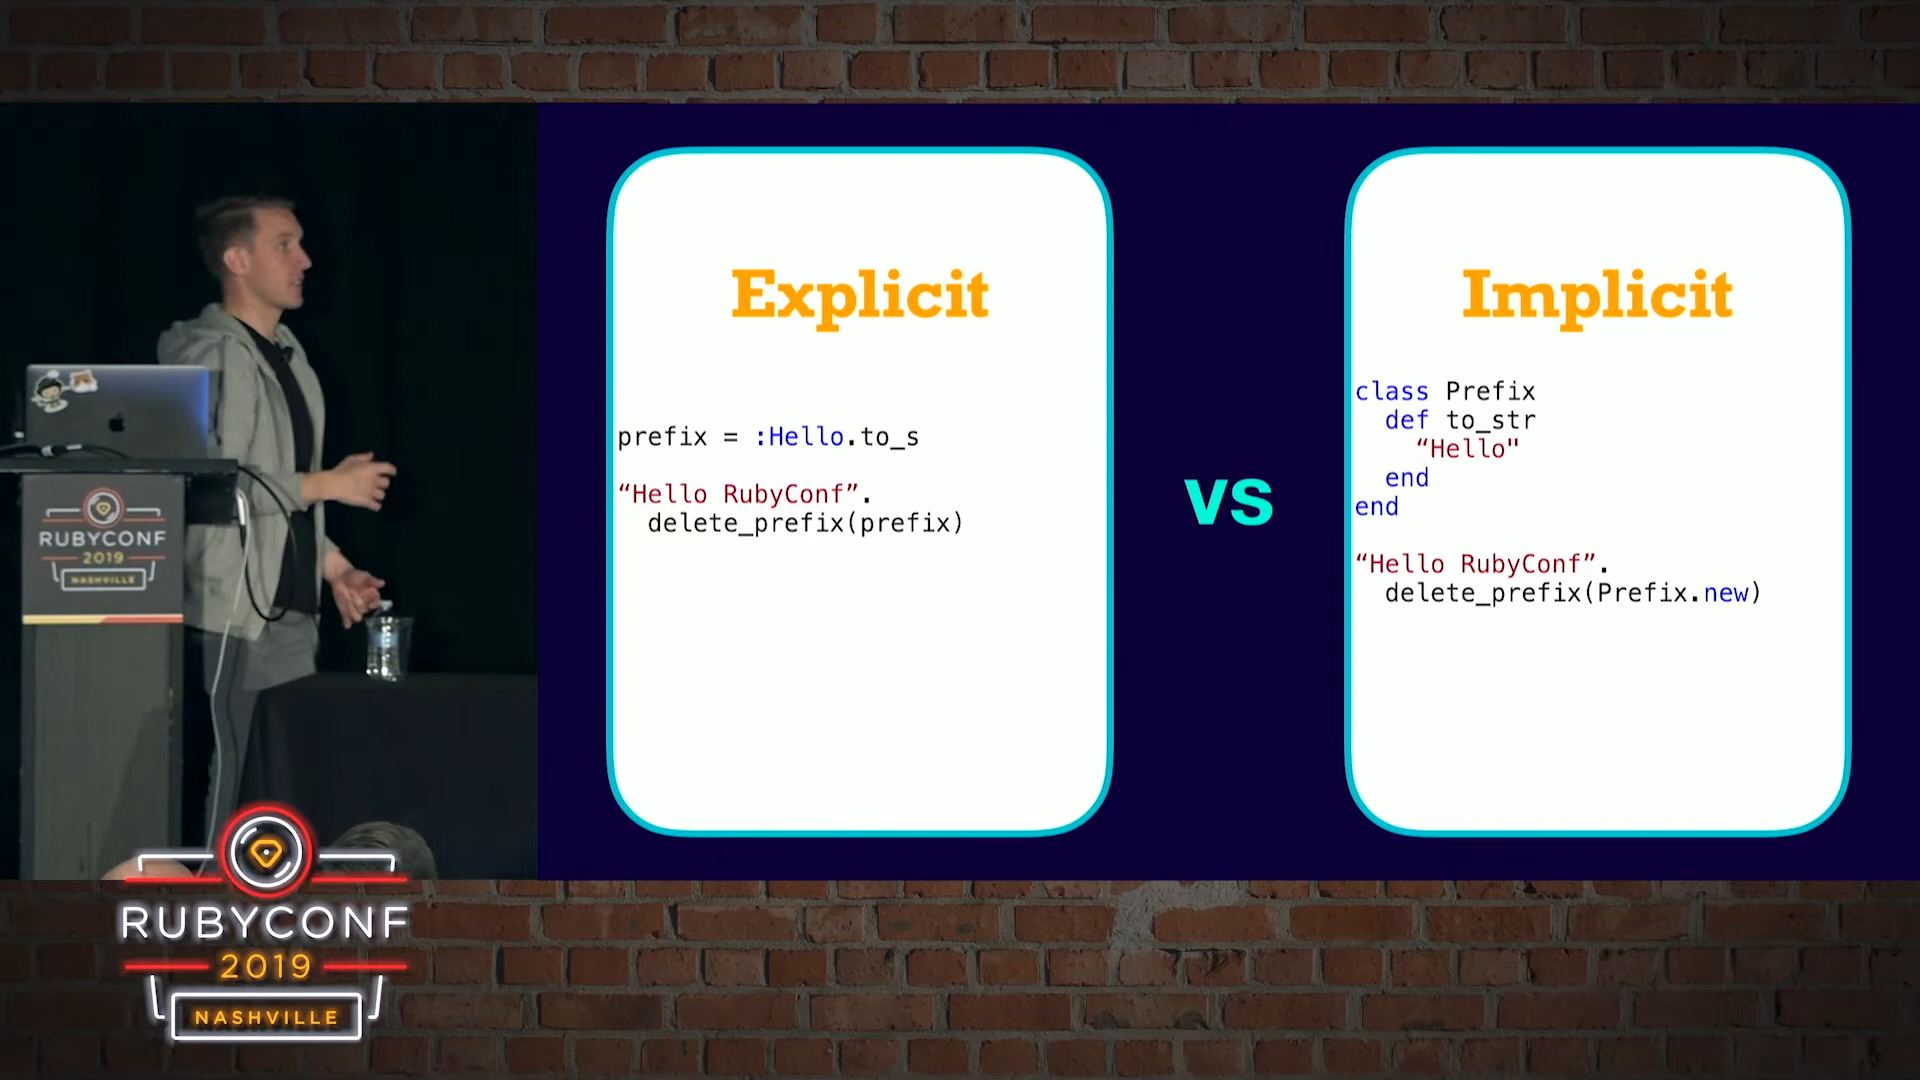 Explicit
prefix = :Hello.to_s
“Hello RubyConf”.
delete_prefix(prefix)
vs
Implicit
class Prefix
def to_str
“Hello"
end
end
“Hello RubyConf”.
delete_prefix(Prefix.new)
RUBYCONF
2019
NASHVILLE
RUBYCONF
2019
NASHVILLE